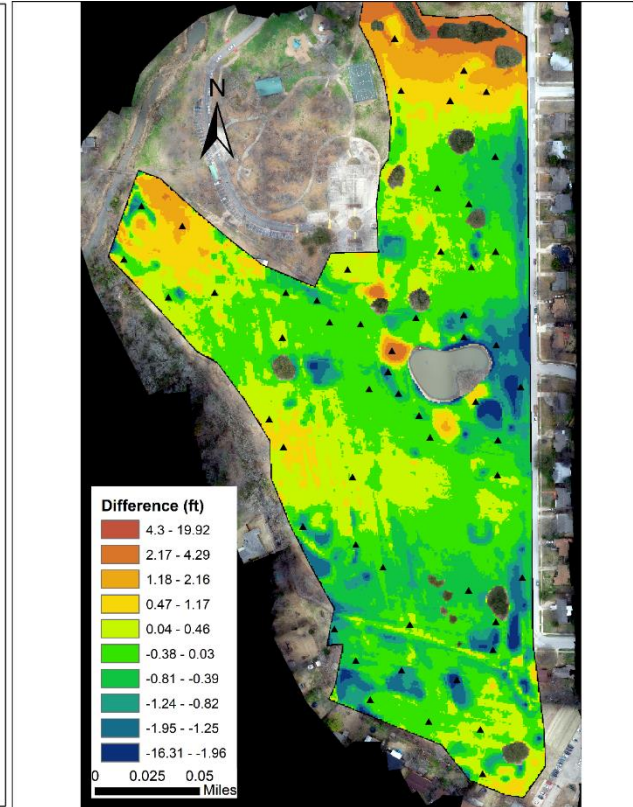 N
Difference (ft)
4.3 - 19.92
2.17 - 4.29
1.18 - 2.16
0.47 - 1.17
0.04 - 0.46
-0.38 - 0.03
-0.81 - -0.39
-1.24 - -0.82
-1.95 - -1.25
-16.31 - -1.96
0 0.025 0.05
Miles